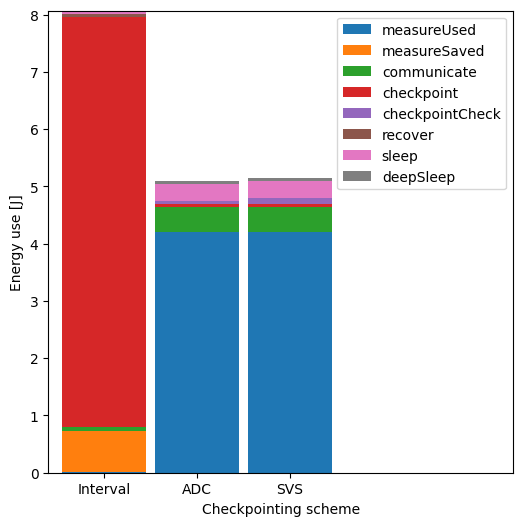 8
7
6
5
4
3
2
1
0
Energy use [J]
measureUsed
measureSaved
communicate
checkpoint
checkpointCheck
recover
sleep
deepSleep
Interval
ADC
SVS
Checkpointing scheme